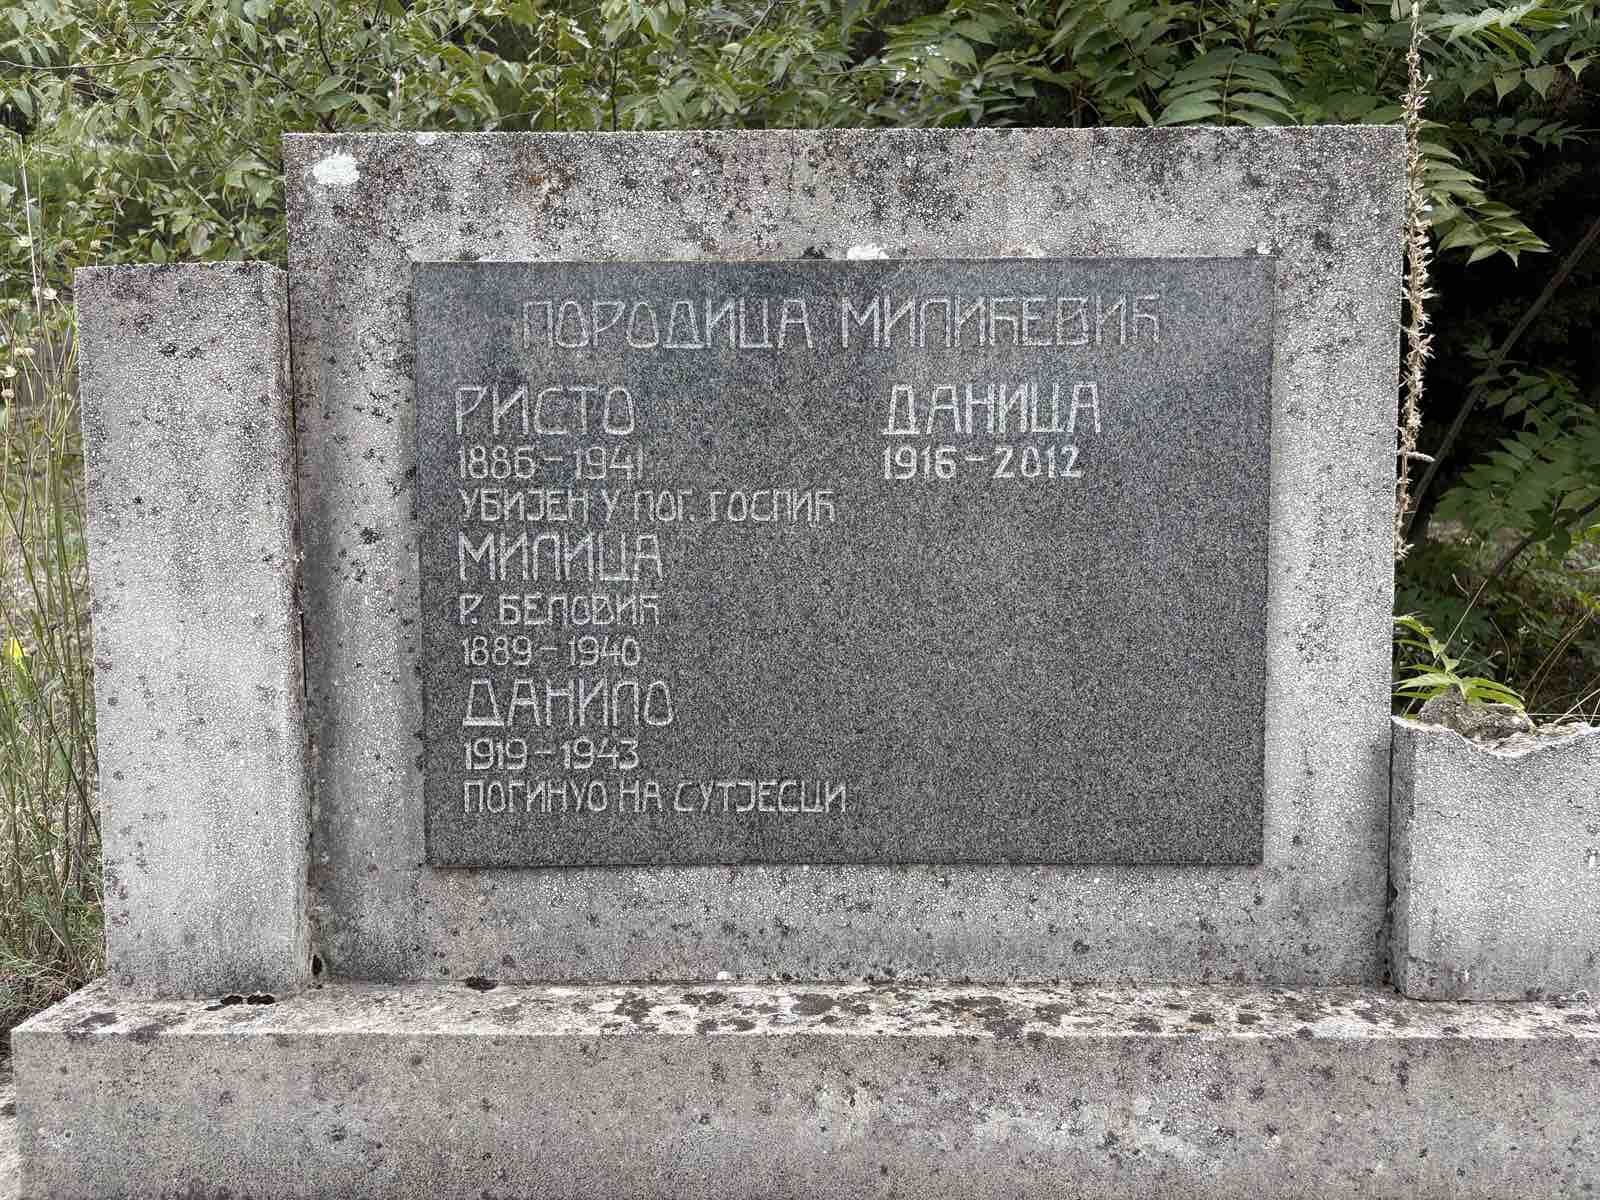 ПОРОДИЦА МИЛИЋЕВИЋ
РИСТО
1886-1941
УБИЈЕН У ЛОГ. ГОСПИЋ
МИЛИЦА
Р. БЕЛОВИЋ
1889-1940
ДАНИЛО
1919-1943
ПОГИНУО НА СУТЈЕСЦИ
ДАНИЦА
1916-2012